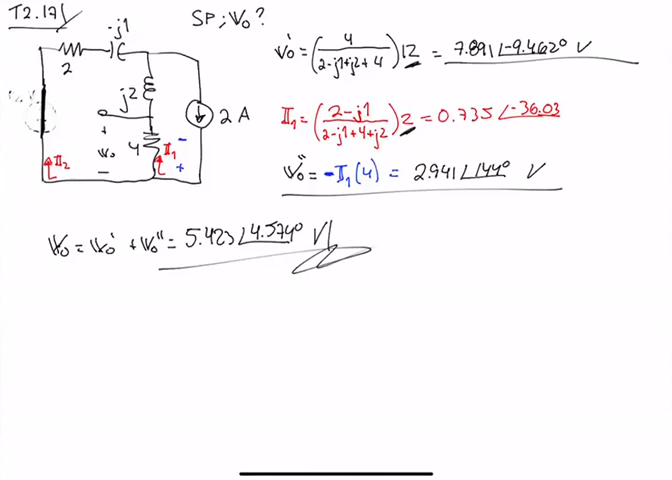 T2.17
SP; V₀?
-j1
2
j2
2 A
+
V₀
−
4
I₁
−
+
I₂
V₀' = (4 / 2-j1+j2+4) 12 = 7.891∠-9.462° V
I₁ = (2-j1 / 2-j1+4+j2) 2 = 0.735∠-36.03
V₀'' = -I₁(4) = 2.941∠144° V
V₀ = V₀' + V₀'' = 5.423∠4.574° V